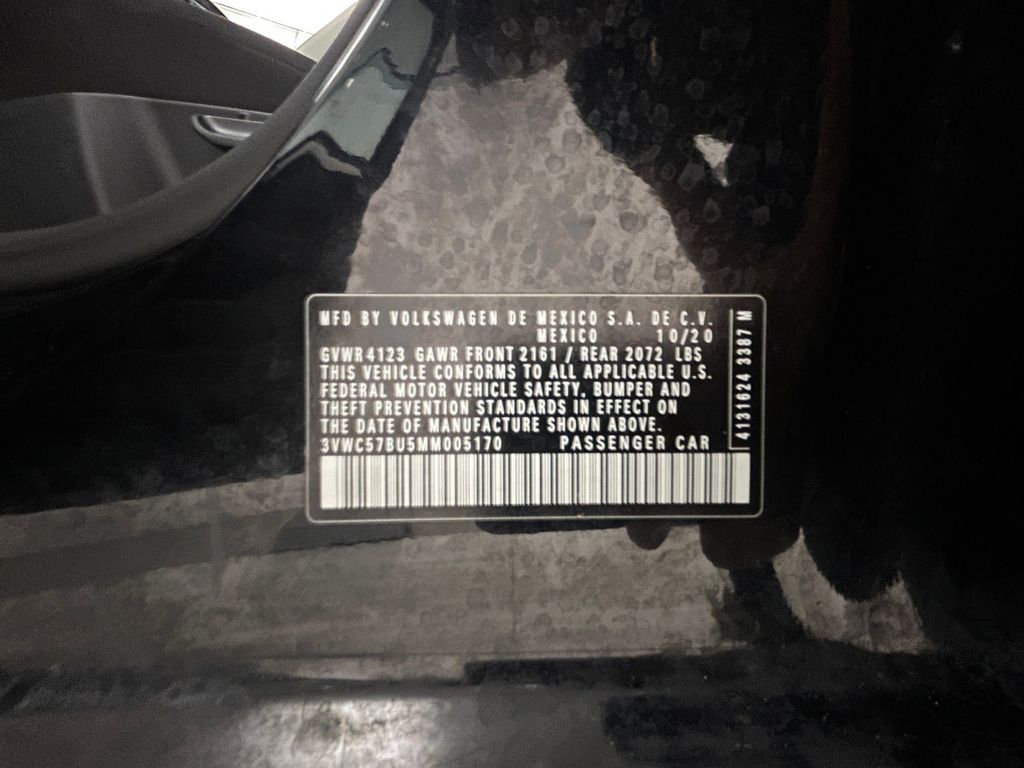 MFD BY VOLKSWAGEN DE MEXICO S.A. DE C.V.
MEXICO 10/20
GVWR 4123 GAWR FRONT 2161 / REAR 2072 LBS
THIS VEHICLE CONFORMS TO ALL APPLICABLE U.S.
FEDERAL MOTOR VEHICLE SAFETY, BUMPER AND
THEFT PREVENTION STANDARDS IN EFFECT ON
THE DATE OF MANUFACTURE SHOWN ABOVE.
3VWC57BU5MM005170 PASSENGER CAR
4131624 3387 M